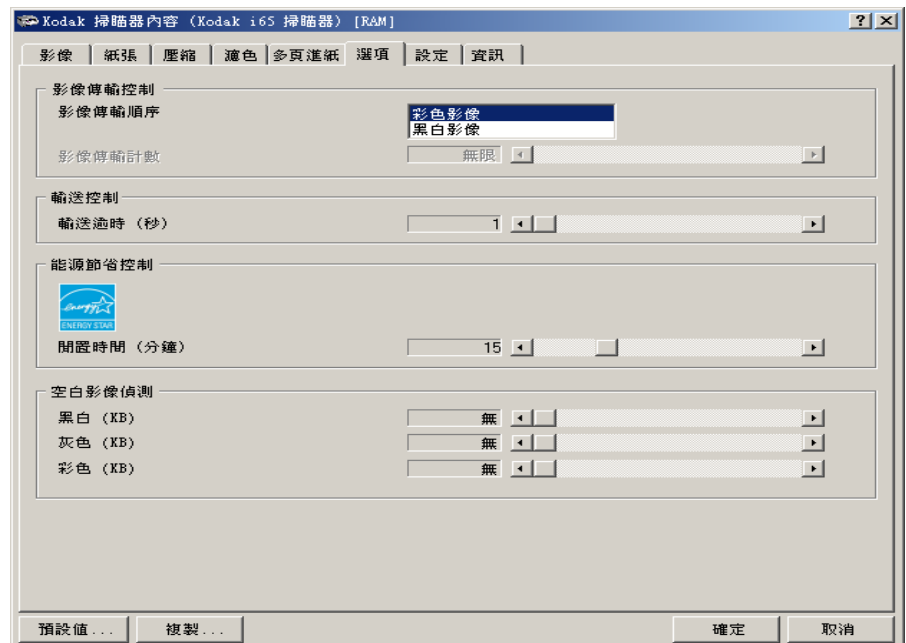 Kodak 掃瞄器內容 (Kodak i65 掃瞄器) [RAM]
影像 紙張 壓縮 濾色 多頁進紙 選項 設定 資訊
影像傳輸控制
影像傳輸順序
彩色影像
黑白影像
影像傳輸計數 無限
輸送控制
輸送逾時 (秒) 1
能源節省控制
energy
ENERGY STAR
閒置時間 (分鐘) 15
空白影像偵測
黑白 (KB) 無
灰色 (KB) 無
彩色 (KB) 無
預設值... 複製... 確定 取消